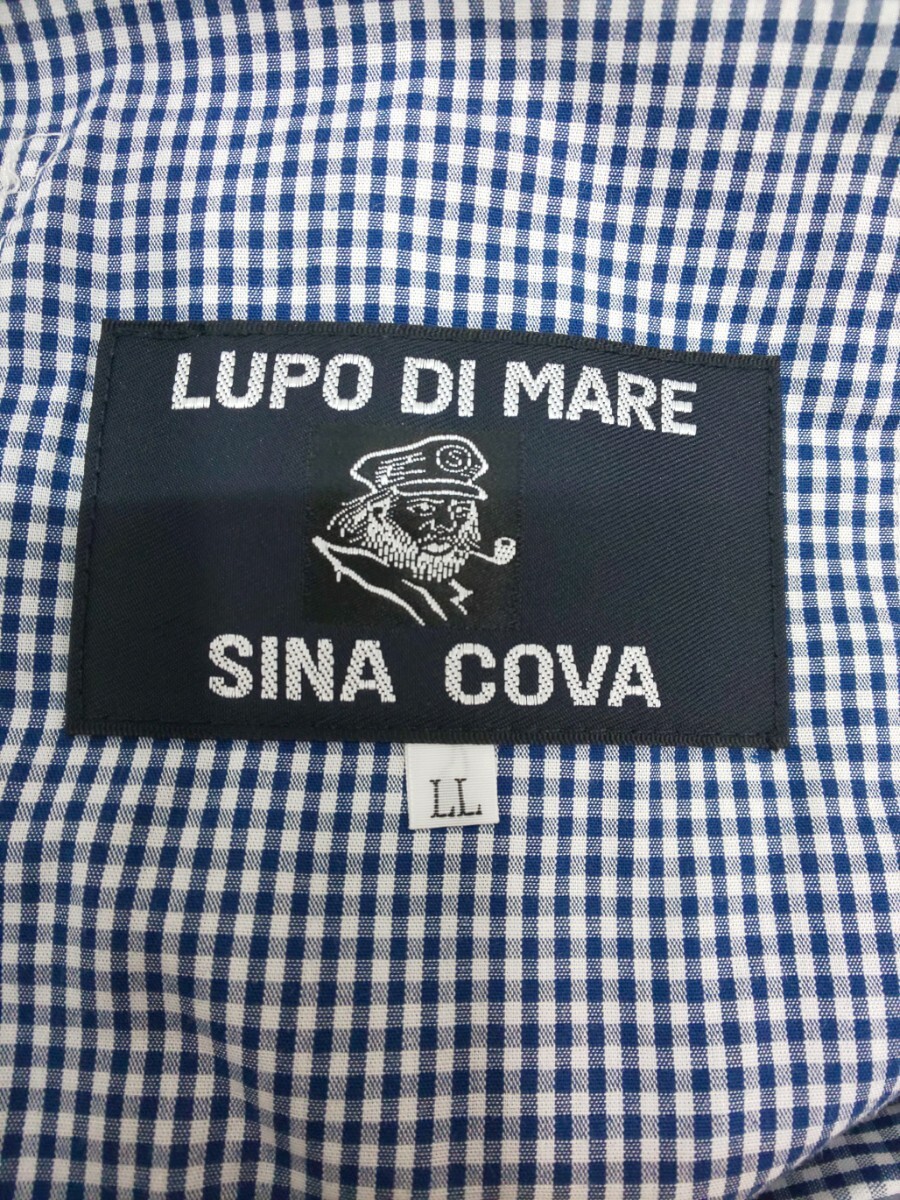 LUPO DI MARE
S
SINA COVA
LL